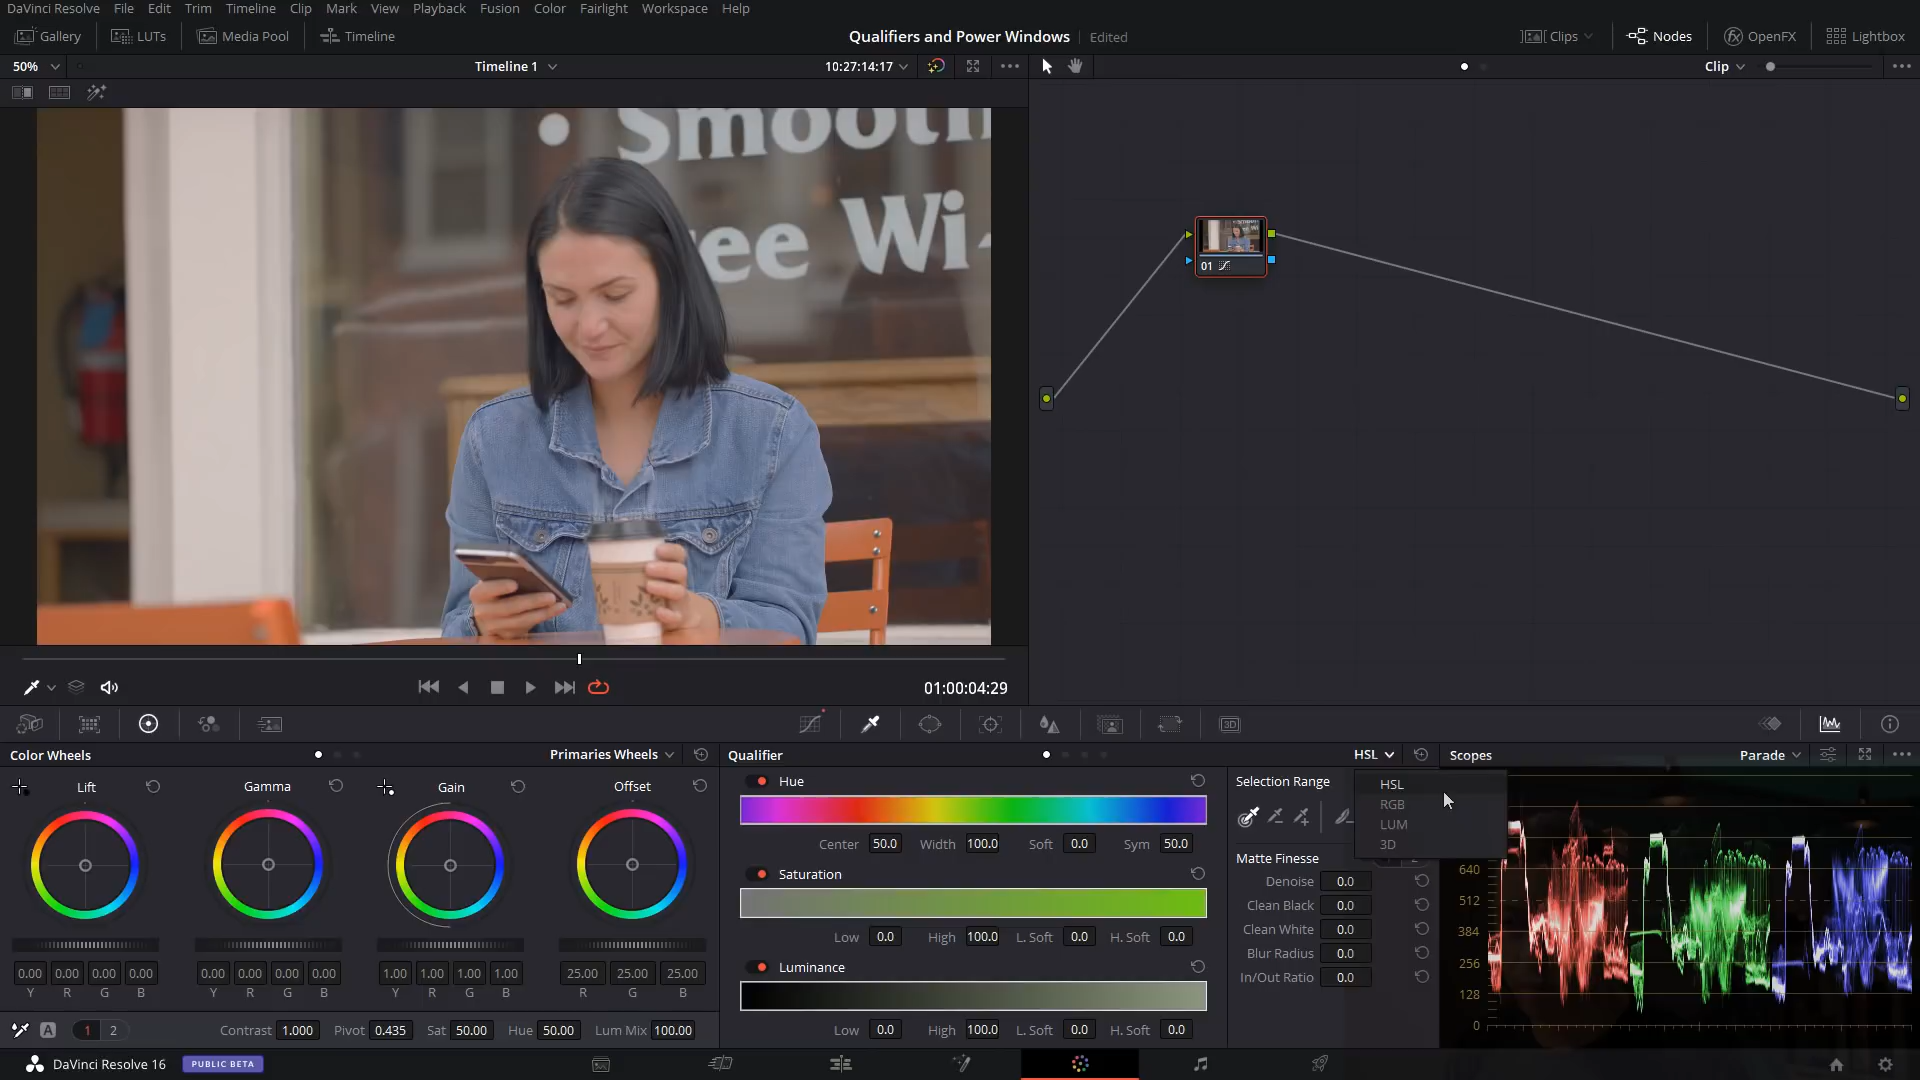 DaVinci Resolve File Edit Trim Timeline Clip Mark View Playback Fusion Color Fairlight Workspace Help
Gallery LUTs Media Pool Timeline Qualifiers and Power Windows Edited Clips Nodes OpenFX Lightbox
50% Timeline 1 10:27:14:17 Clip
Smooth
ee Wi-
01
01:00:04:29
Color Wheels Primaries Wheels Qualifier HSL Scopes Parade
Lift Gamma Gain Offset Hue Selection Range HSL
RGB
LUM
3D
Center 50.0 Width 100.0 Soft 0.0 Sym 50.0
Matte Finesse
Saturation Denoise 0.0 640
Clean Black 0.0 512
Low 0.0 High 100.0 L. Soft 0.0 H. Soft 0.0 Clean White 0.0 384
Blur Radius 0.0 256
0.00 0.00 0.00 0.00 0.00 0.00 0.00 0.00 1.00 1.00 1.00 1.00 25.00 25.00 25.00 Luminance In/Out Ratio 0.0
Y R G B Y R G B Y R G B R G B 128
A 1 2 Contrast 1.000 Pivot 0.435 Sat 50.00 Hue 50.00 Lum Mix 100.00 Low 0.0 High 100.0 L. Soft 0.0 H. Soft 0.0 0
DaVinci Resolve 16 PUBLIC BETA